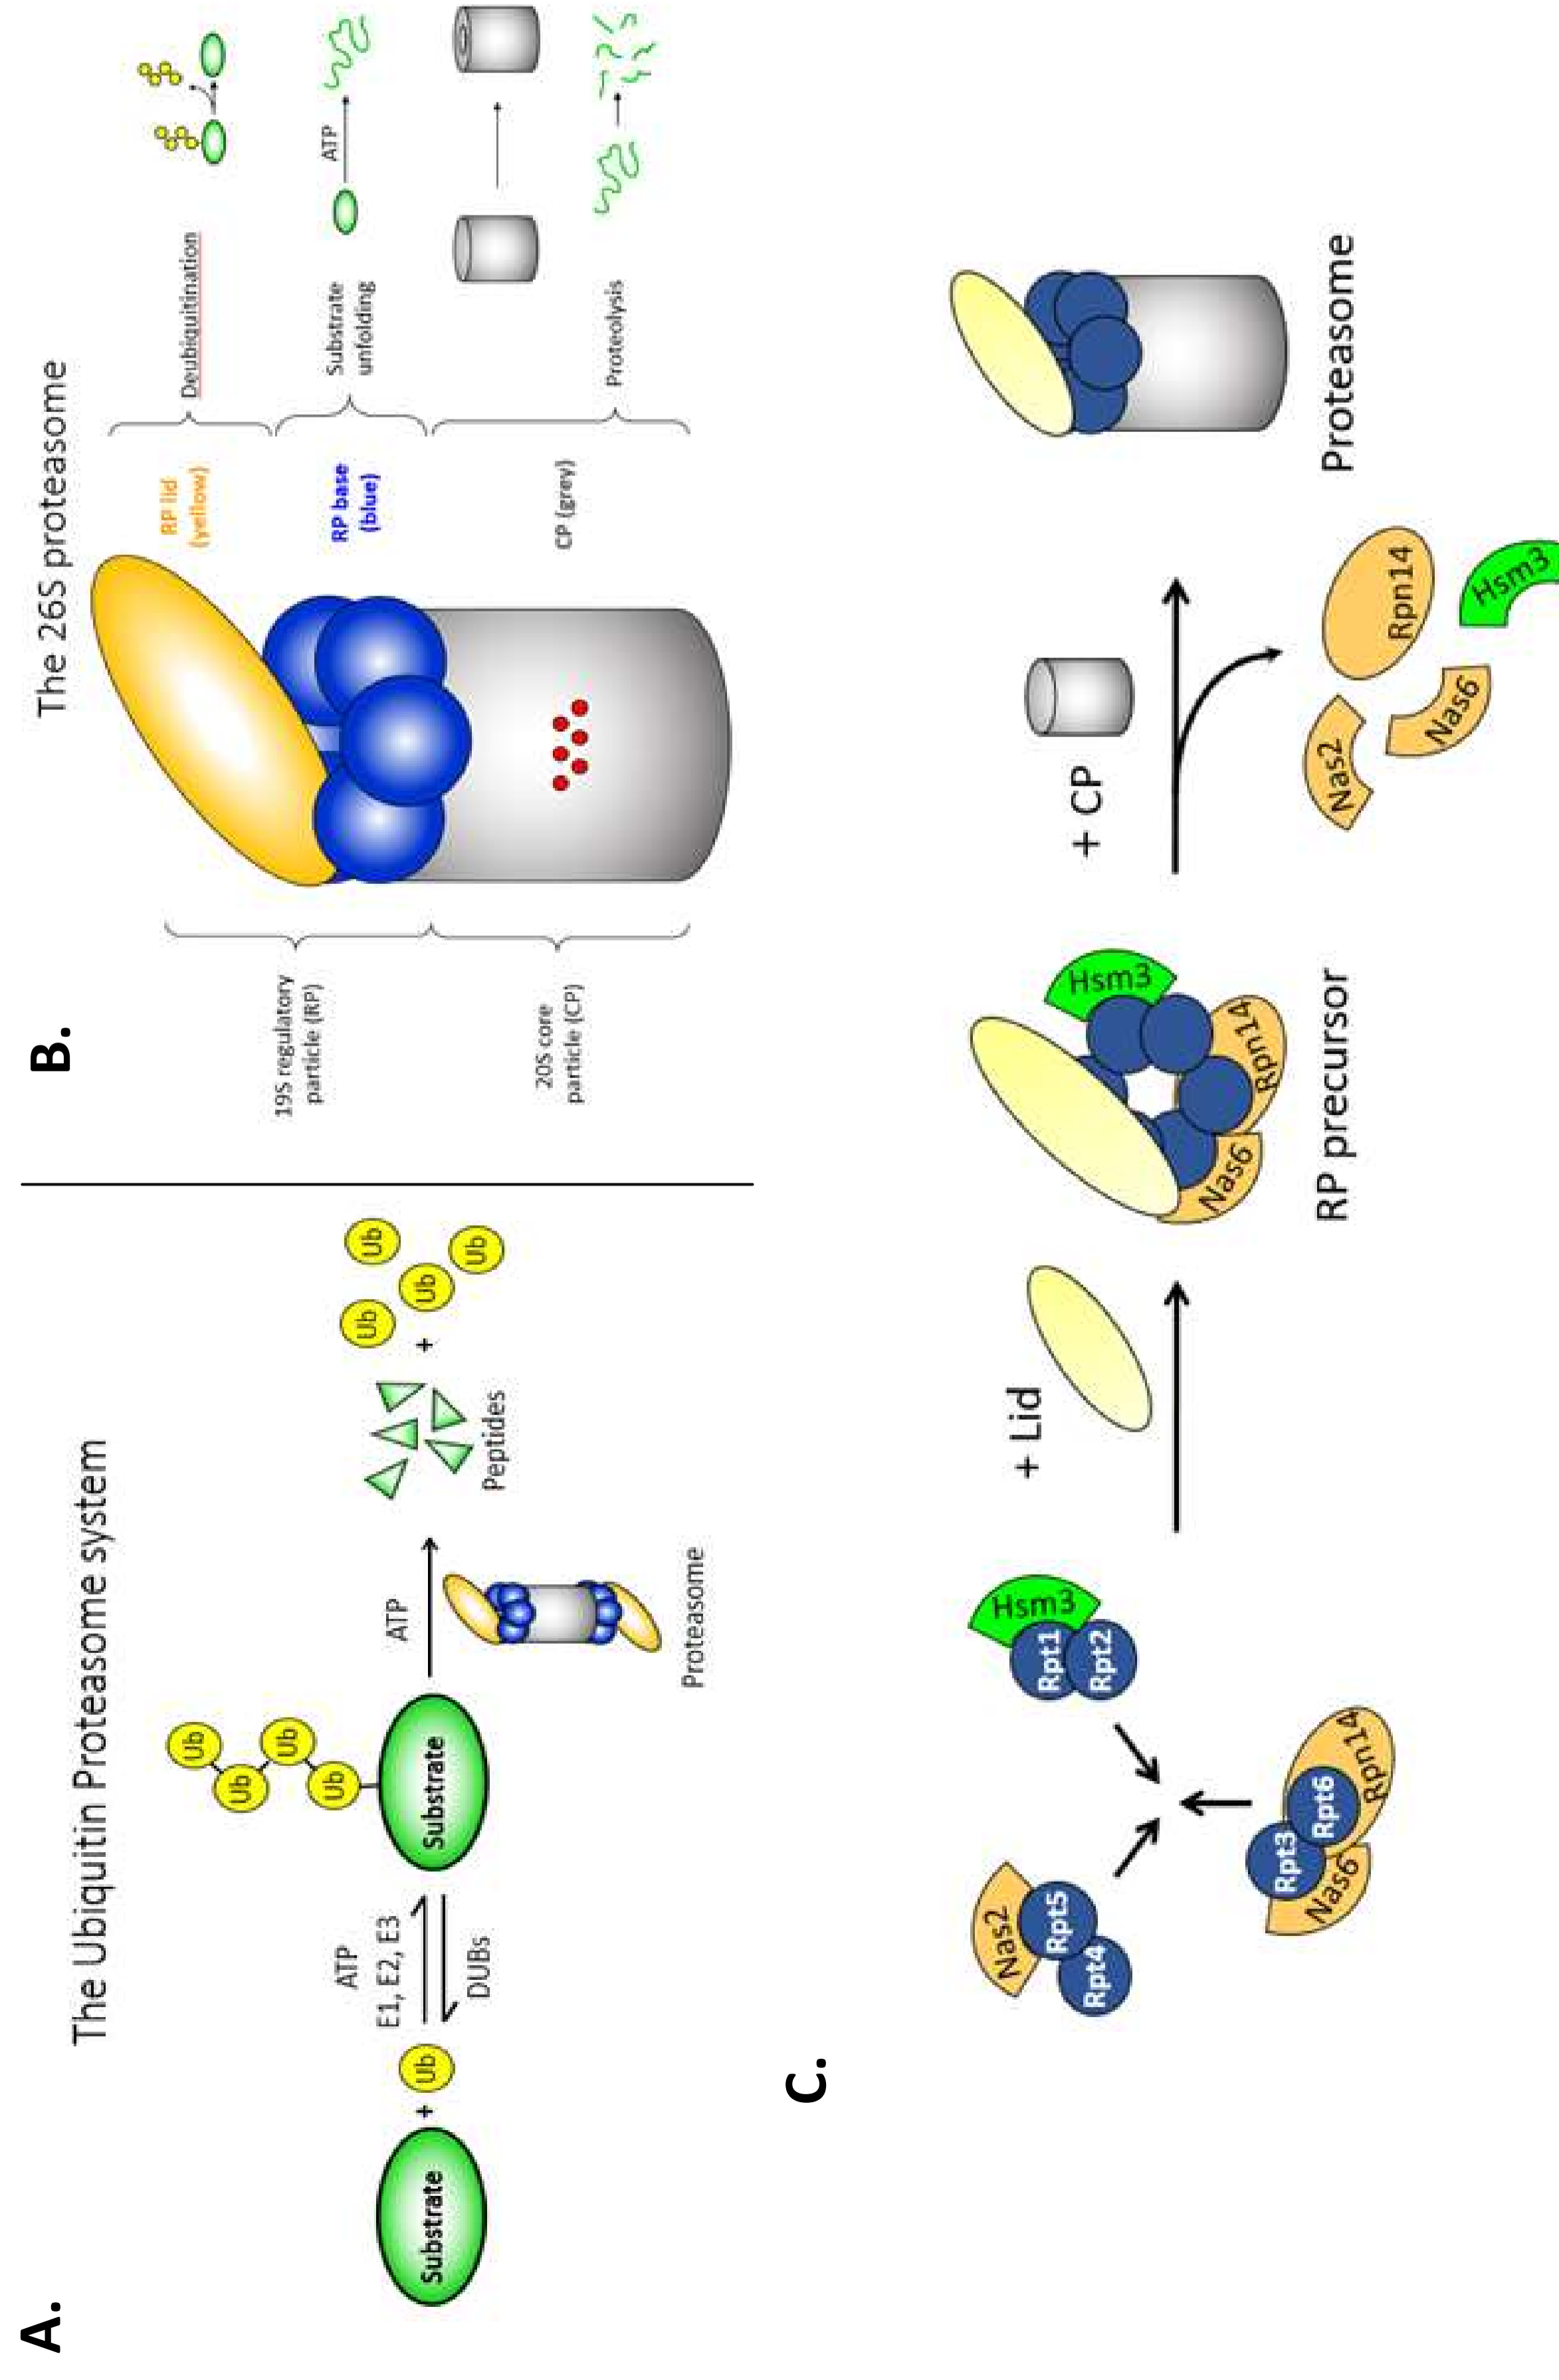 A.
The Ubiquitin Proteasome system
Substrate
+
Ub
ATP
E1, E2, E3
DUBs
Ub
Ub
Ub
Ub
Substrate
ATP
Proteasome
Peptides
+
Ub
Ub
Ub
Ub
B.
The 26S proteasome
19S regulatory
particle (RP)
20S core
particle (CP)
RP lid
(yellow)
RP base
(blue)
CP (grey)
Deubiquitination
Substrate
unfolding
ATP
Proteolysis
C.
Nas2
Rpt5
Rpt4
Hsm3
Rpt1
Rpt2
Rpt3
Rpt6
Nas6
Rpn14
+ Lid
Hsm3
Nas6
Rpn14
RP precursor
+ CP
Nas2
Nas6
Rpn14
Hsm3
Proteasome